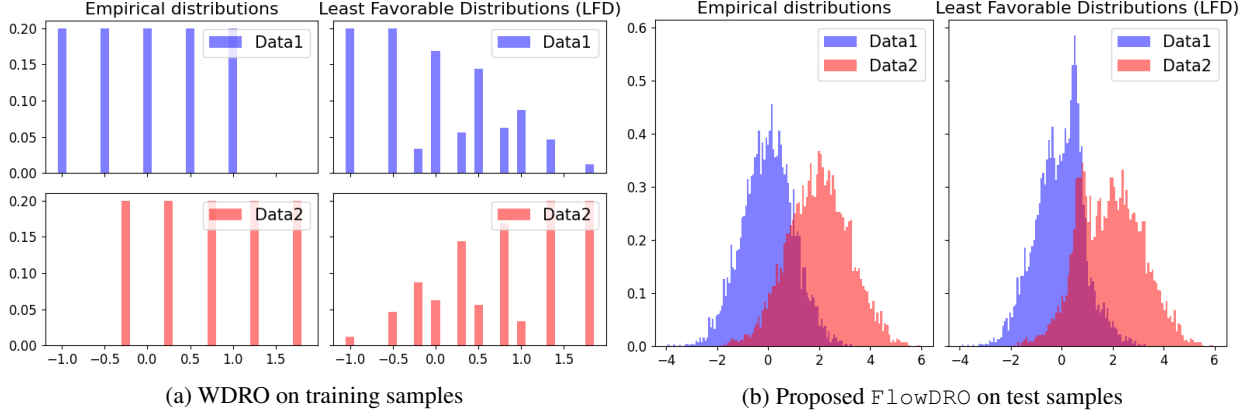 Empirical distributions
Least Favorable Distributions (LFD)
0.20
0.15
0.10
0.05
0.00
Data1
Data1
0.20
0.15
0.10
0.05
0.00
Data2
Data2
−1.0 −0.5 0.0 0.5 1.0 1.5
−1.0 −0.5 0.0 0.5 1.0 1.5
(a) WDRO on training samples
Empirical distributions
Least Favorable Distributions (LFD)
0.6
0.5
0.4
0.3
0.2
0.1
0.0
Data1
Data2
Data1
Data2
−4 −2 0 2 4 6
−4 −2 0 2 4 6
(b) Proposed FlowDRO on test samples